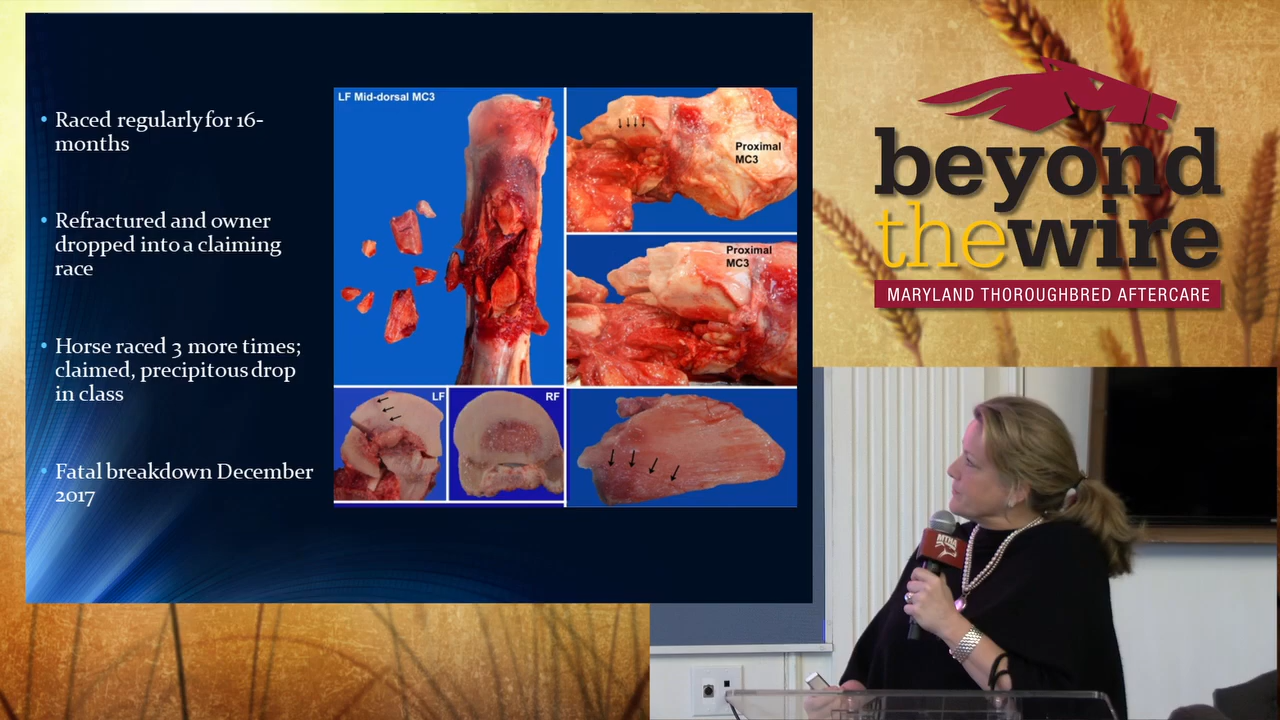 Raced regularly for 16-
months
Refractured and owner
dropped into a claiming
race
Horse raced 3 more times;
claimed, precipitous drop
in class
Fatal breakdown December
2017
LF Mid-dorsal MC3
Proximal
MC3
Proximal
MC3
LF
RF
beyond
thewire
MARYLAND THOROUGHBRED AFTERCARE
MTHA